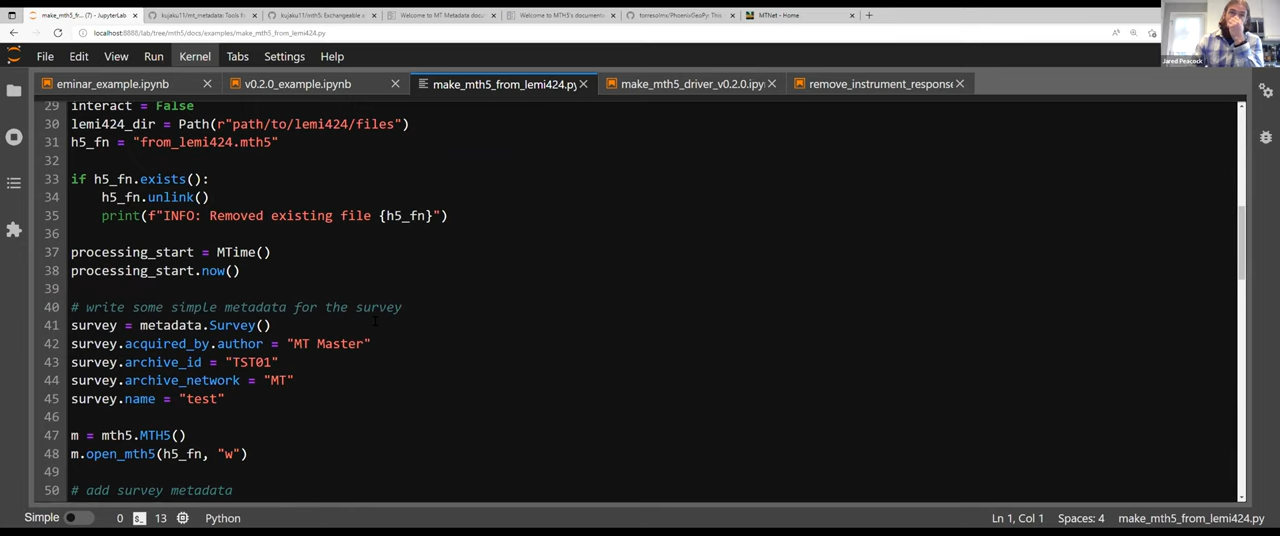 make_mth5_fro... (7) - JupyterLab
kujaku11/mt_metadata: Tools f
kujaku11/mth5: Exchangeable a
Welcome to MT Metadata docu
Welcome to MTH5's documenta
torresolmx/PhoenixGeoPy: This
MTNet - Home
localhost:8888/lab/tree/mth5/docs/examples/make_mth5_from_lemi424.py
Jared Peacock
File Edit View Run Kernel Tabs Settings Help
eminar_example.ipynb
v0.2.0_example.ipynb
make_mth5_from_lemi424.py
make_mth5_driver_v0.2.0.ipyn
remove_instrument_response
29 interact = False
30 lemi424_dir = Path(r"path/to/lemi424/files")
31 h5_fn = "from_lemi424.mth5"
32
33 if h5_fn.exists():
34 h5_fn.unlink()
35 print(f"INFO: Removed existing file {h5_fn}")
36
37 processing_start = MTime()
38 processing_start.now()
39
40 # write some simple metadata for the survey
41 survey = metadata.Survey()
42 survey.acquired_by.author = "MT Master"
43 survey.archive_id = "TST01"
44 survey.archive_network = "MT"
45 survey.name = "test"
46
47 m = mth5.MTH5()
48 m.open_mth5(h5_fn, "w")
49
50 # add survey metadata
Simple 0 13 Python Ln 1, Col 1 Spaces: 4 make_mth5_from_lemi424.py